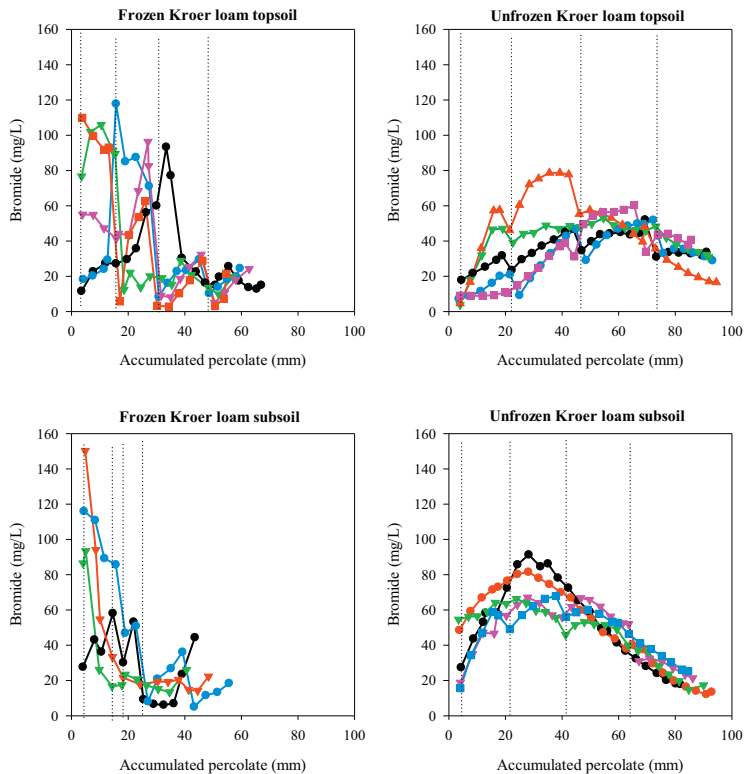 Frozen Kroer loam topsoil
160
140
120
100
80
60
40
20
0
Bromide (mg/L)
0 20 40 60 80 100
Accumulated percolate (mm)
Unfrozen Kroer loam topsoil
160
140
120
100
80
60
40
20
0
Bromide (mg/L)
0 20 40 60 80 100
Accumulated percolate (mm)
Frozen Kroer loam subsoil
160
140
120
100
80
60
40
20
0
Bromide (mg/L)
0 20 40 60 80 100
Accumulated percolate (mm)
Unfrozen Kroer loam subsoil
160
140
120
100
80
60
40
20
0
Bromide (mg/L)
0 20 40 60 80 100
Accumulated percolate (mm)